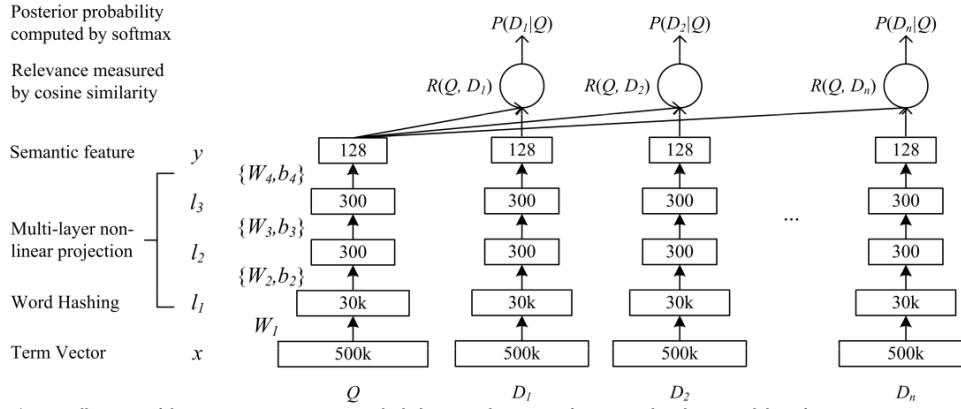 Posterior probability
computed by softmax
P(D₁|Q) P(D₂|Q) P(Dₙ|Q)
Relevance measured
by cosine similarity
R(Q, D₁) R(Q, D₂) R(Q, Dₙ)
Semantic feature y 128 128 128 128
{W₄,b₄}
l₃ 300 300 300 300
Multi-layer non-
linear projection
{W₃,b₃} ...
l₂ 300 300 300 300
{W₂,b₂}
Word Hashing l₁ 30k 30k 30k 30k
W₁
Term Vector x 500k 500k 500k 500k
Q D₁ D₂ Dₙ